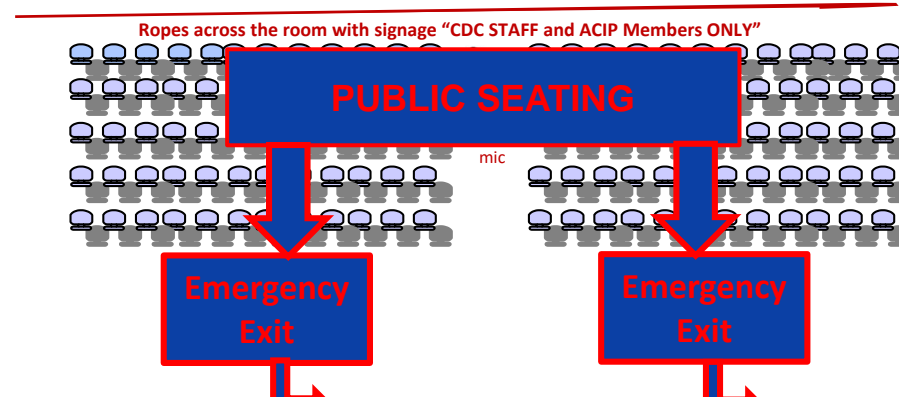 Ropes across the room with signage “CDC STAFF and ACIP Members ONLY”
PUBLIC SEATING
mic
Emergency
Exit
Emergency
Exit